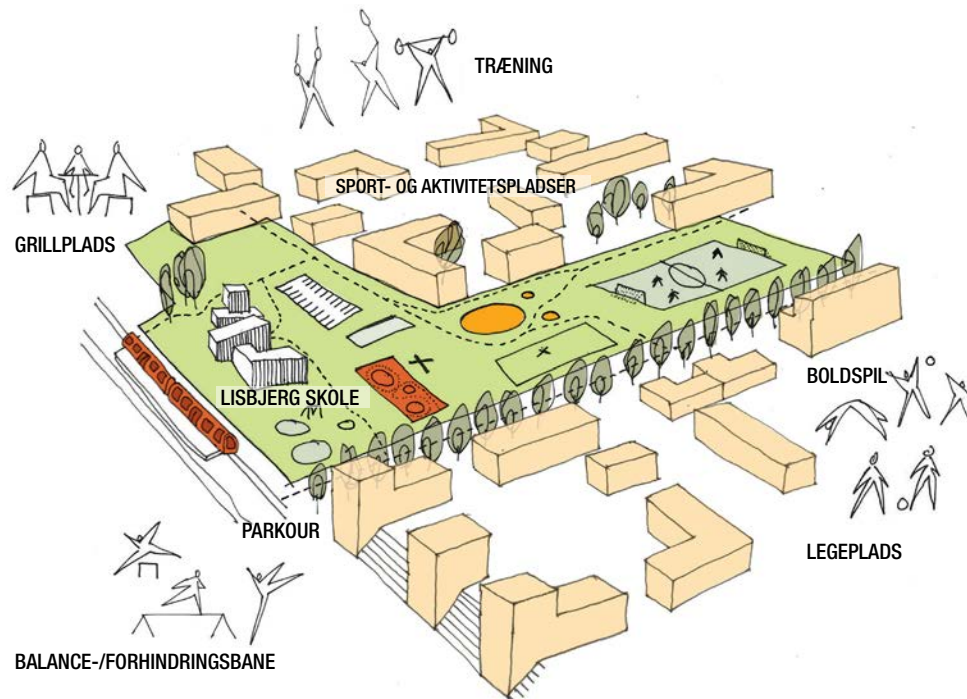 TRÆNING
SPORT- OG AKTIVITETSPLADSER
GRILLPLADS
BOLDSPIL
LISBJERG SKOLE
PARKOUR
LEGEPLADS
BALANCE-/FORHINDRINGSBANE